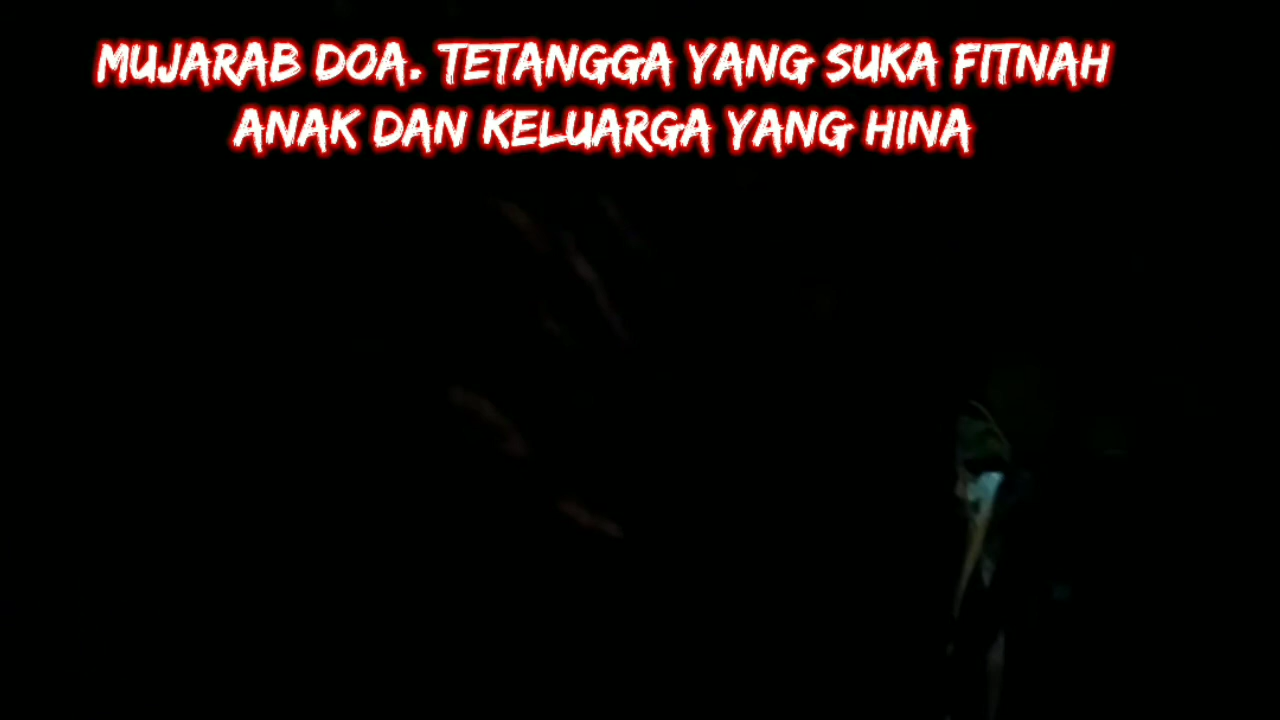 MUJARAB DOA. TETANGGA YANG SUKA FITNAH
ANAK DAN KELUARGA YANG HINA